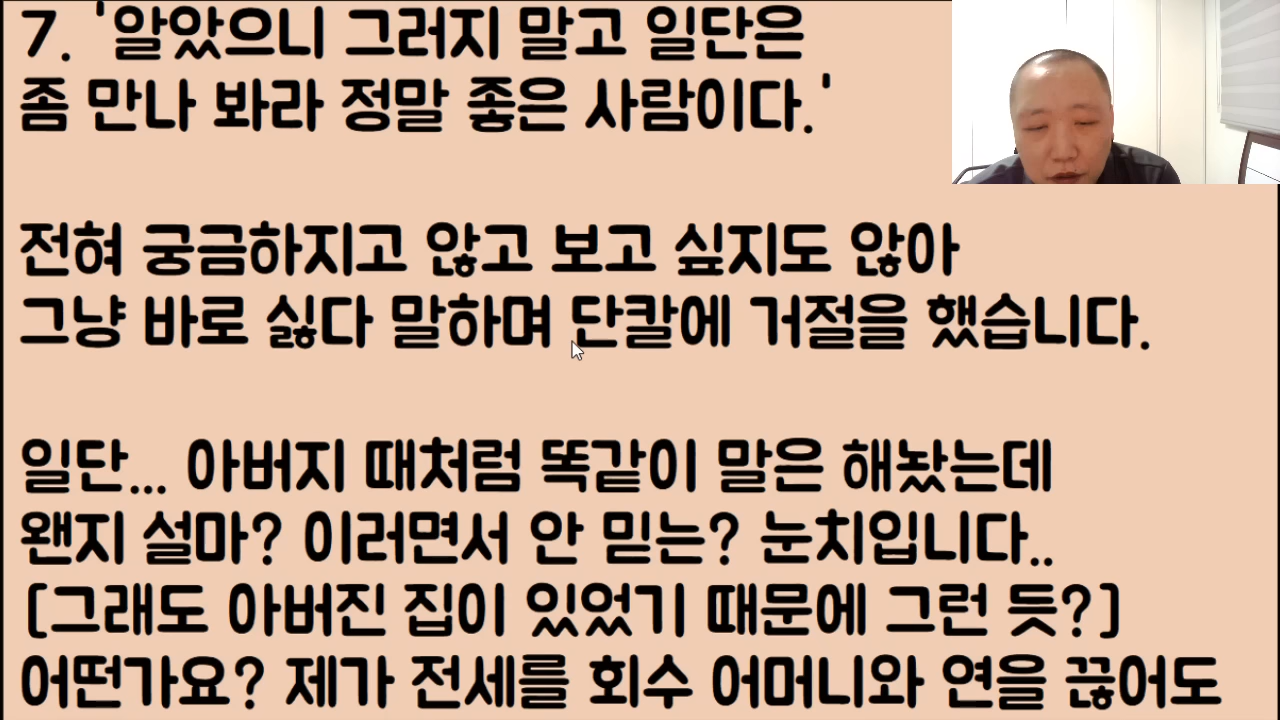 7. '알았으니 그러지 말고 일단은
좀 만나 봐라 정말 좋은 사람이다.'
전혀 궁금하지고 않고 보고 싶지도 않아
그냥 바로 싫다 말하며 단칼에 거절을 했습니다.
일단... 아버지 때처럼 똑같이 말은 해놨는데
왠지 설마? 이러면서 안 믿는? 눈치입니다..
[그래도 아버진 집이 있었기 때문에 그런 듯?]
어떤가요? 제가 전세를 회수 어머니와 연을 끊어도